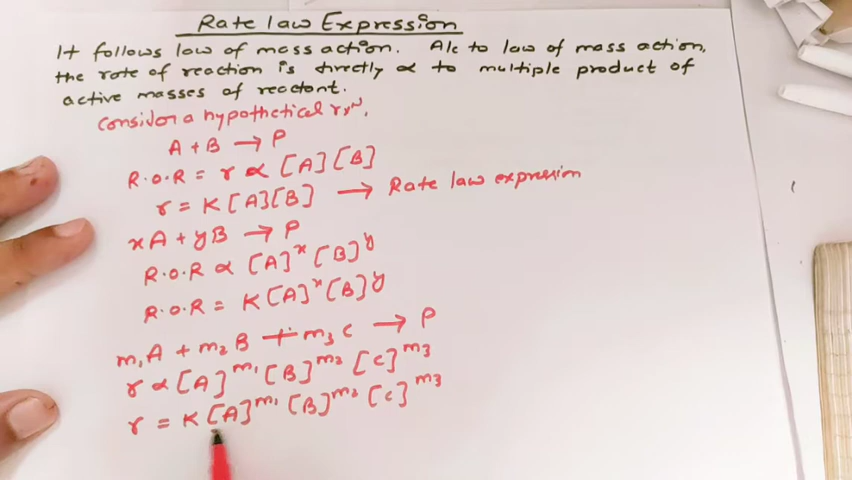 Rate law Expression
It follows law of mass action. Alc to law of mass action,
the rate of reaction is directly ∝ to multiple product of
active masses of reactant.
Consider a hypothetical rxⁿ.
A + B → P
R.O.R = r ∝ [A][B]
r = K[A][B] → Rate law expression
xA + yB → P
R.O.R ∝ [A]ˣ [B]ʸ
R.O.R = K[A]ˣ [B]ʸ
m₁A + m₂B + m₃C → P
r ∝ [A]^m₁ [B]^m₂ [C]^m₃
r = K[A]^m₁ [B]^m₂ [C]^m₃